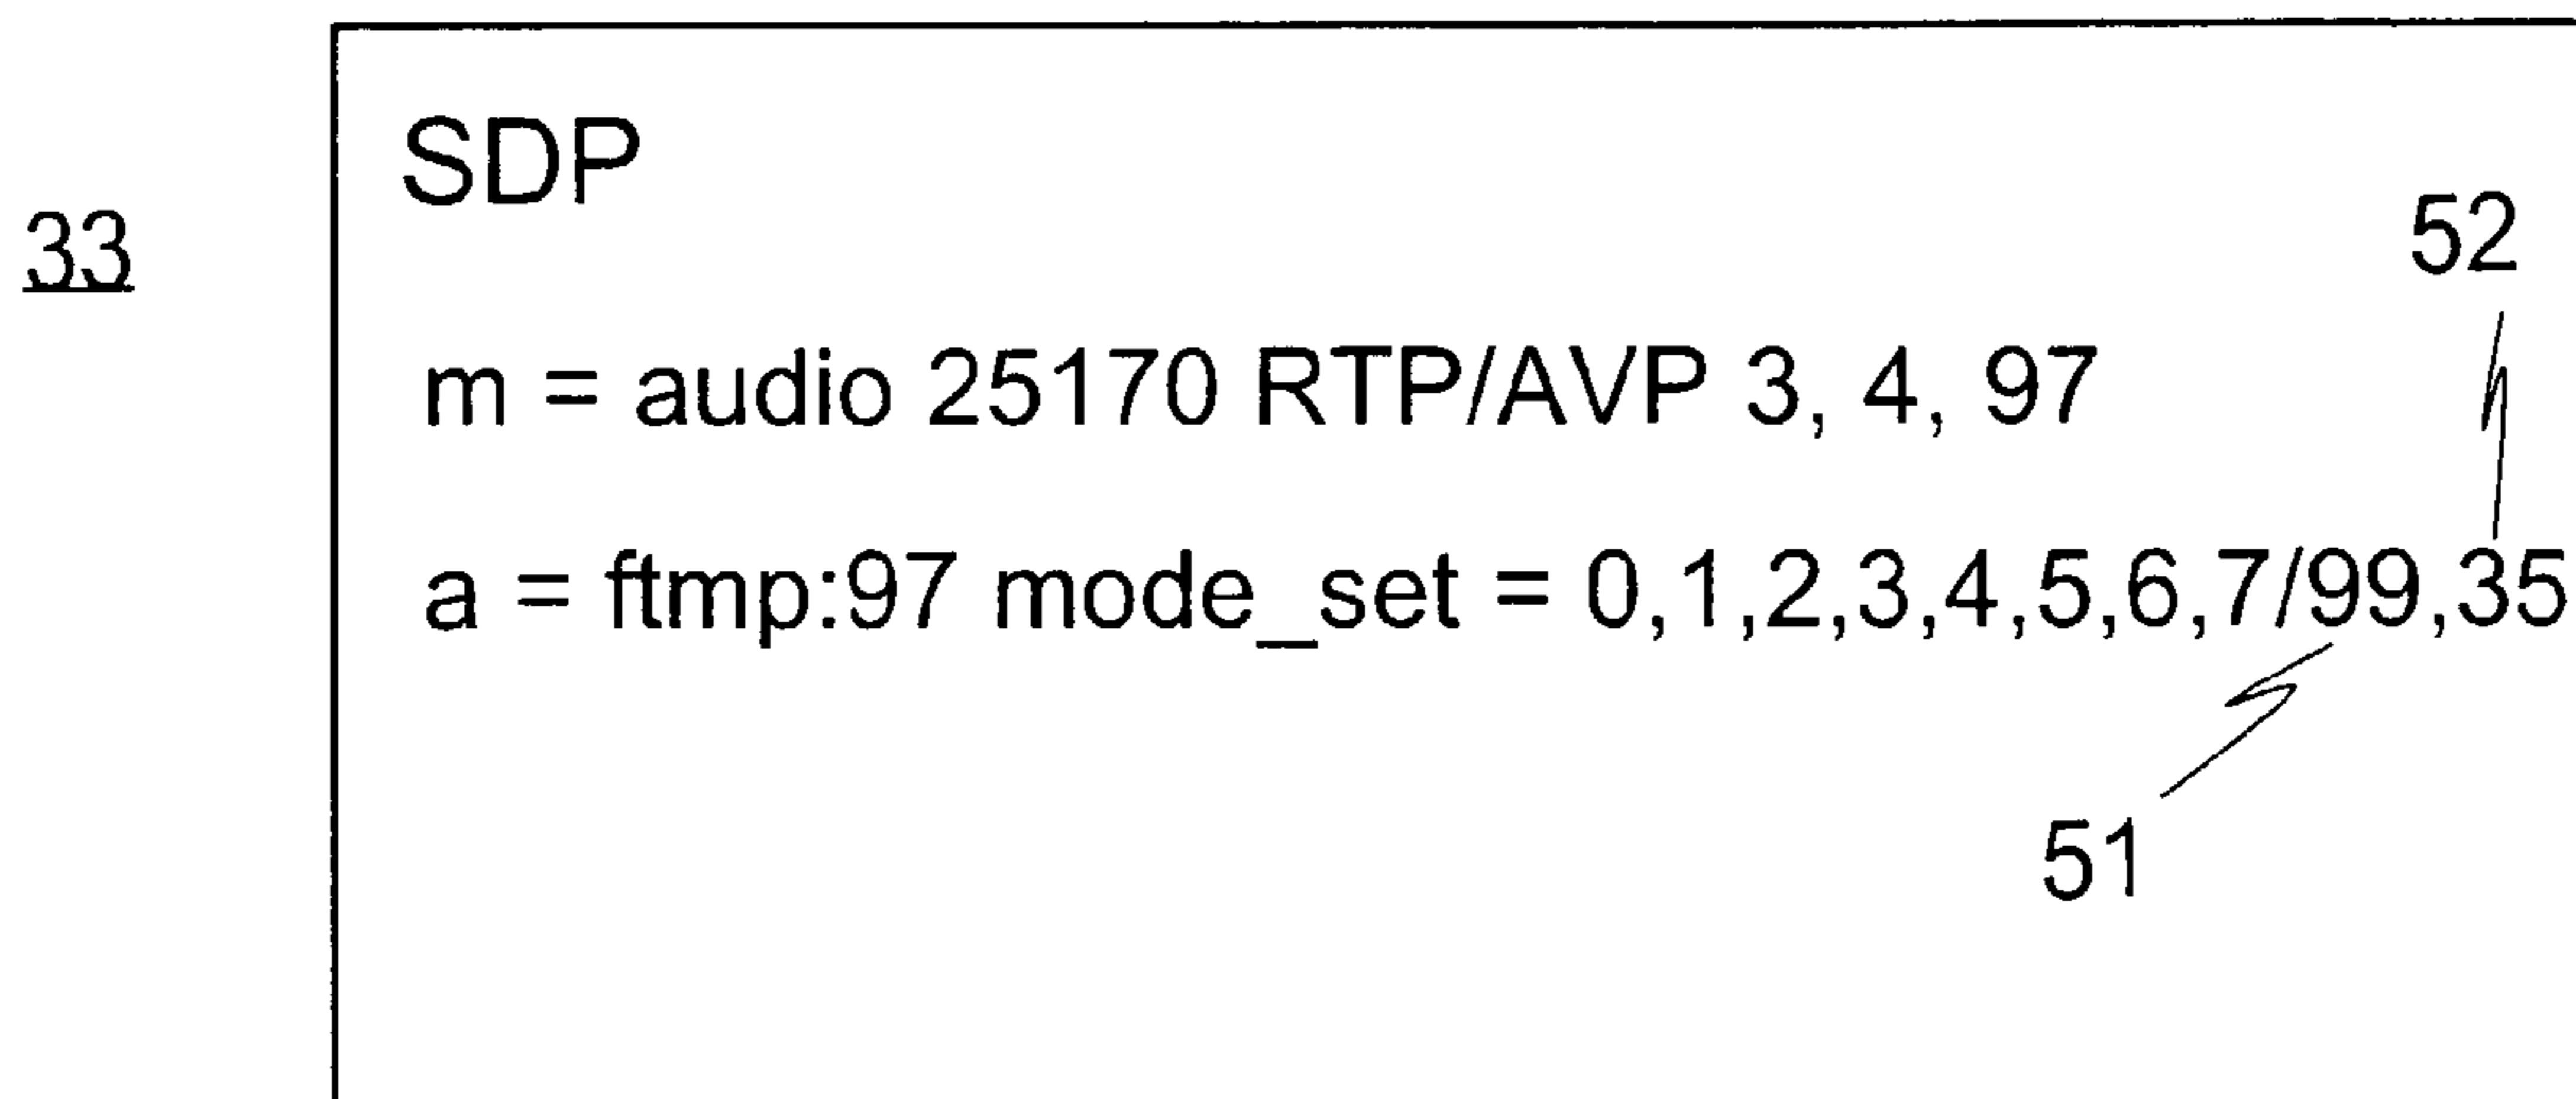 SDP
33
52
m = audio 25170 RTP/AVP 3, 4, 97
a = ftmp:97 mode_set = 0,1,2,3,4,5,6,7/99,35
51